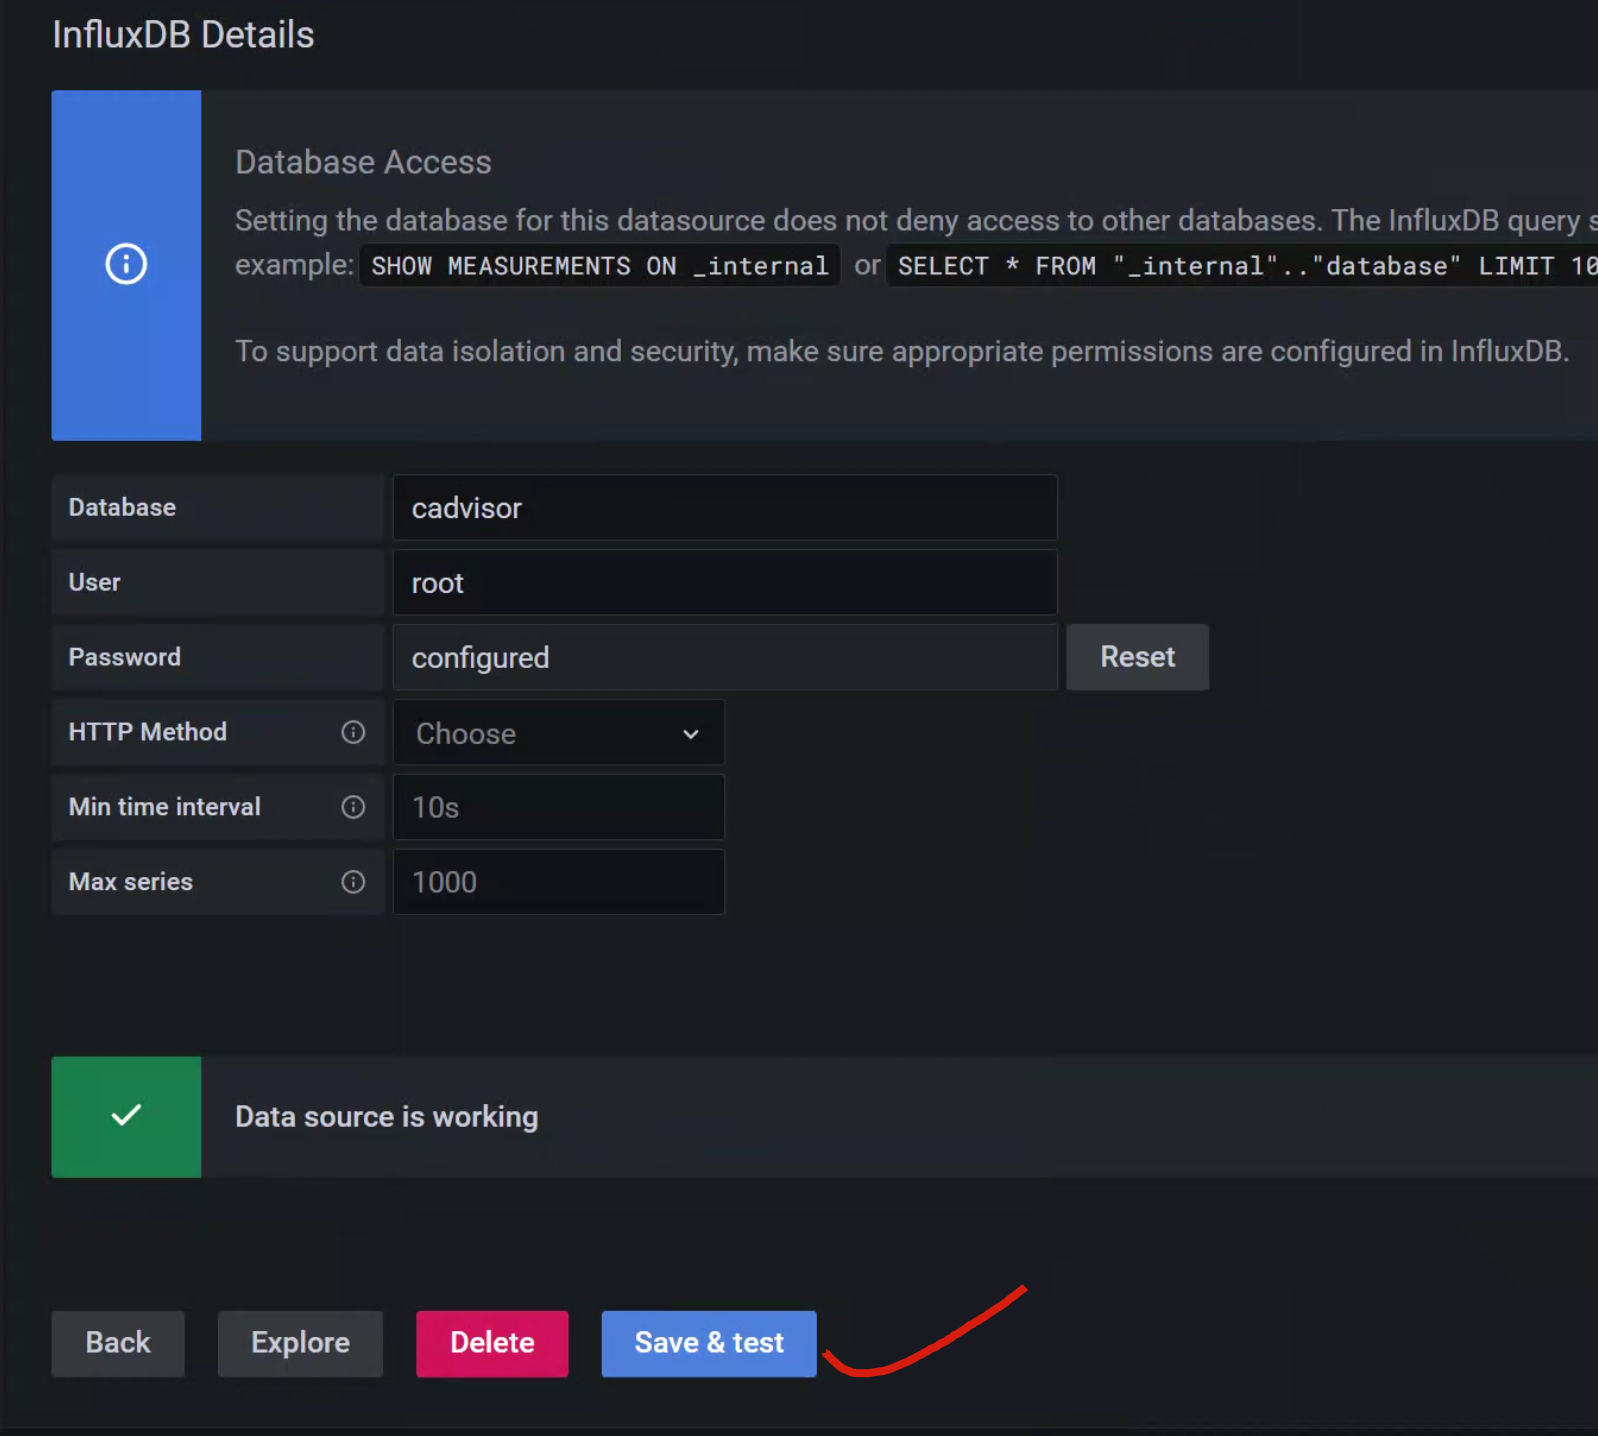 InfluxDB Details
Database Access
Setting the database for this datasource does not deny access to other databases. The InfluxDB query
example: SHOW MEASUREMENTS ON _internal or SELECT * FROM "_internal".."database" LIMIT 10
To support data isolation and security, make sure appropriate permissions are configured in InfluxDB.
Database cadvisor
User root
Password configured Reset
HTTP Method Choose
Min time interval 10s
Max series 1000
Data source is working
Back Explore Delete Save & test